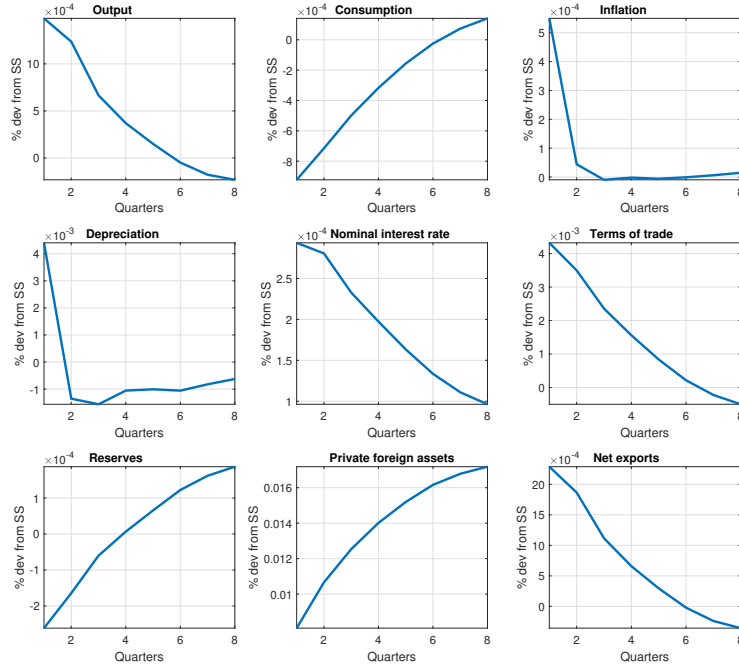 Output
×10-4
% dev from SS
10
5
0
2 4 6 8
Quarters
Consumption
×10-4
% dev from SS
0
-2
-4
-6
-8
2 4 6 8
Quarters
Inflation
×10-4
% dev from SS
5
4
3
2
1
0
2 4 6 8
Quarters
Depreciation
×10-3
% dev from SS
4
3
2
1
0
-1
2 4 6 8
Quarters
Nominal interest rate
×10-4
% dev from SS
2.5
2
1.5
1
2 4 6 8
Quarters
Terms of trade
×10-3
% dev from SS
4
3
2
1
0
2 4 6 8
Quarters
Reserves
×10-4
% dev from SS
1
0
-1
-2
2 4 6 8
Quarters
Private foreign assets
% dev from SS
0.016
0.014
0.012
0.01
2 4 6 8
Quarters
Net exports
×10-4
% dev from SS
20
15
10
5
0
2 4 6 8
Quarters